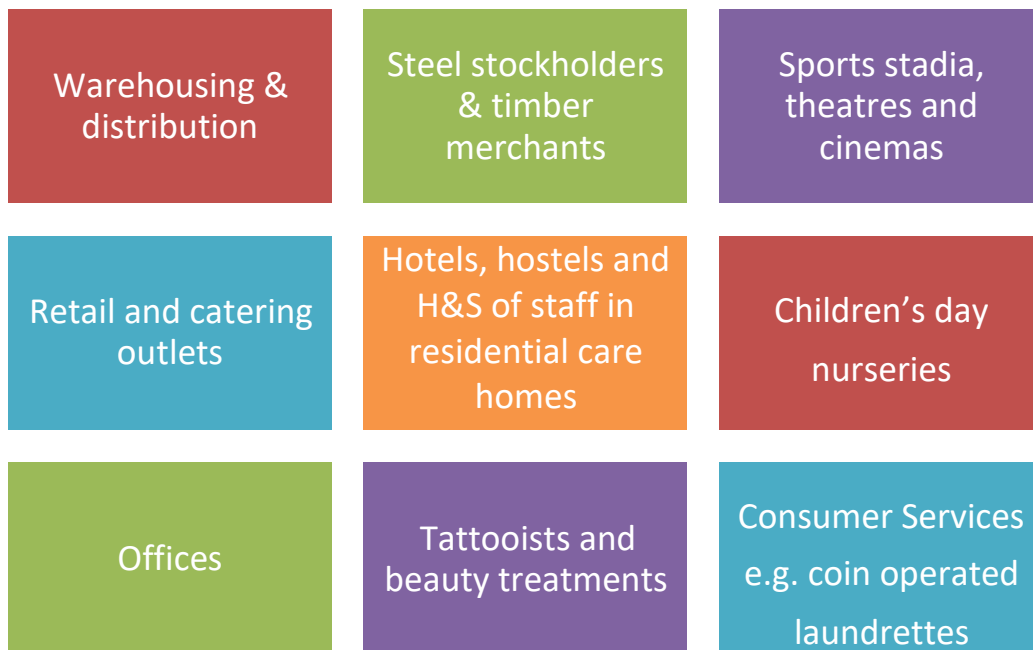 Warehousing &
distribution
Steel stockholders
& timber
merchants
Sports stadia,
theatres and
cinemas
Retail and catering
outlets
Hotels, hostels and
H&S of staff in
residential care
homes
Children’s day
nurseries
Offices
Tattooists and
beauty treatments
Consumer Services
e.g. coin operated
laundrettes